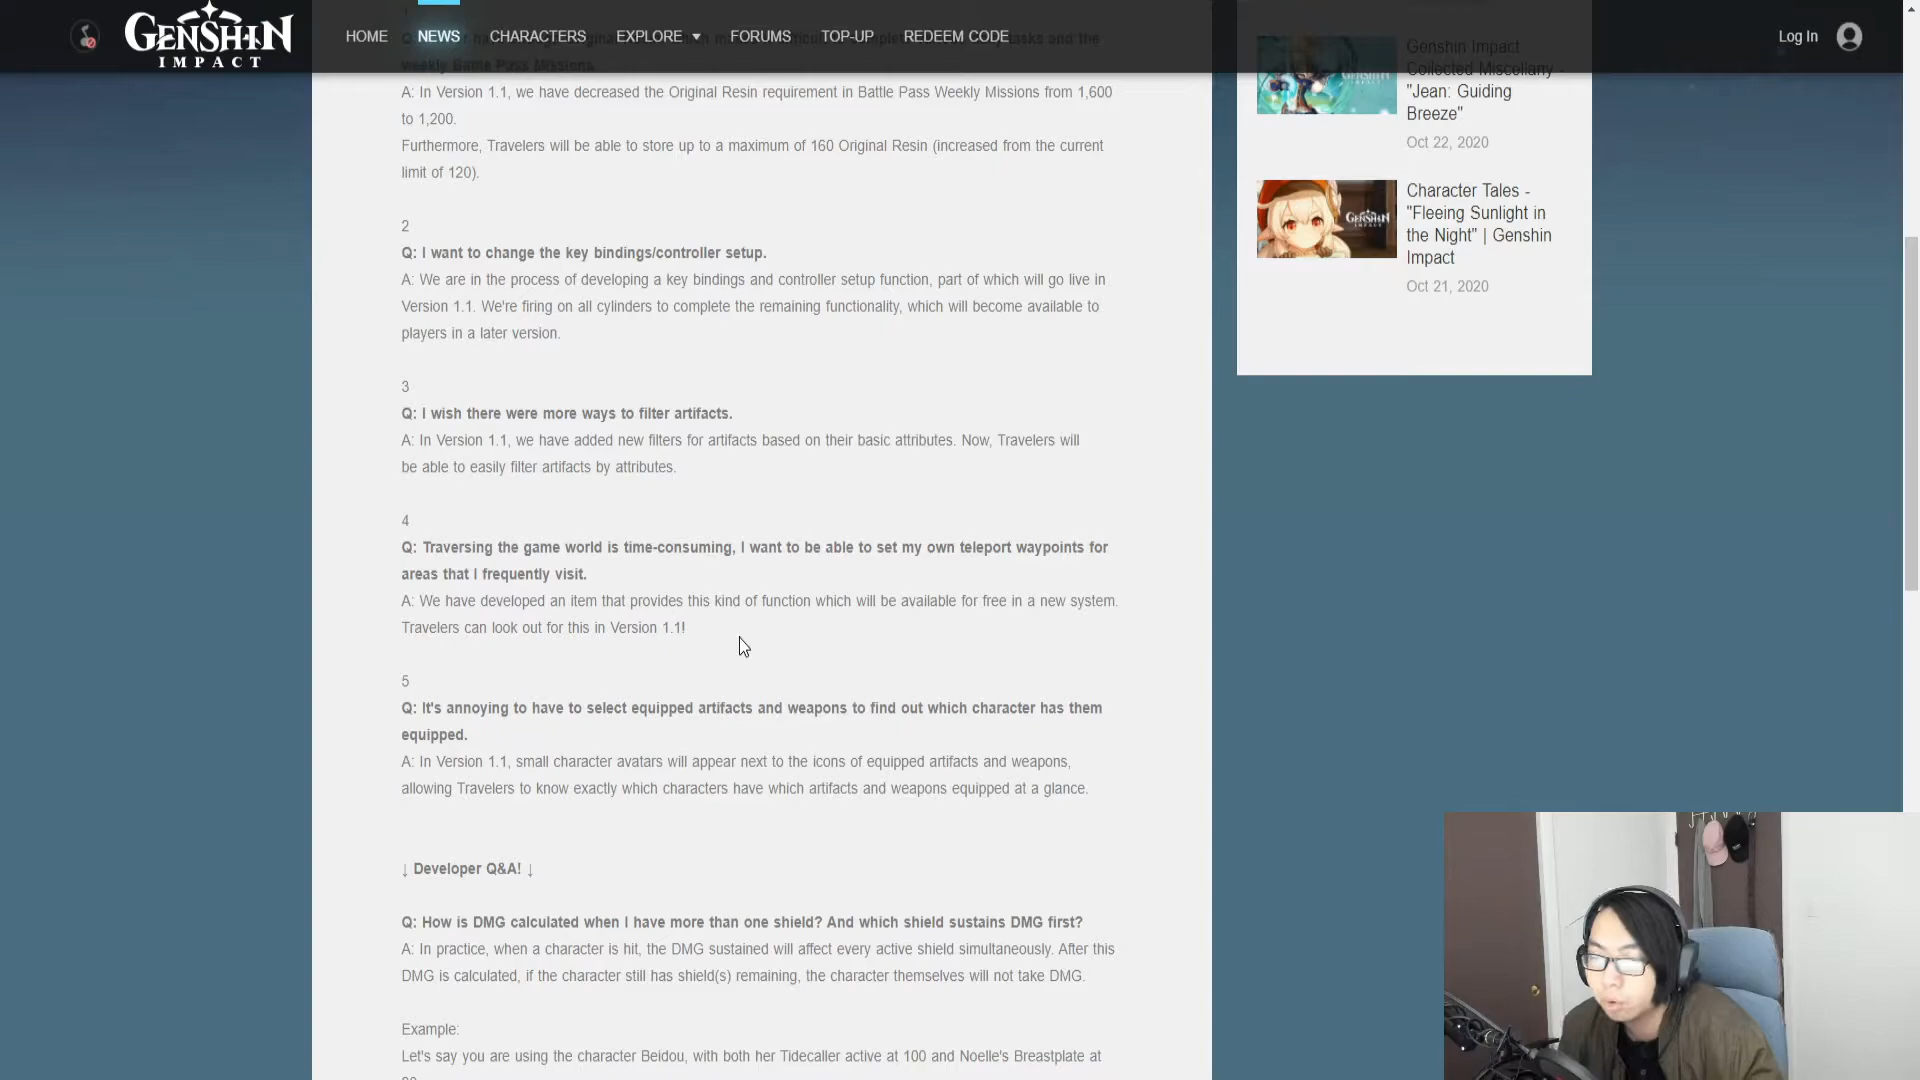 GENSHIN
IMPACT
HOME
NEWS
CHARACTERS
EXPLORE
FORUMS
TOP-UP
REDEEM CODE
Log In
tasks and the
weekly Battle Pass Missions.
A: In Version 1.1, we have decreased the Original Resin requirement in Battle Pass Weekly Missions from 1,600
to 1,200.
Furthermore, Travelers will be able to store up to a maximum of 160 Original Resin (increased from the current
limit of 120).
2
Q: I want to change the key bindings/controller setup.
A: We are in the process of developing a key bindings and controller setup function, part of which will go live in
Version 1.1. We're firing on all cylinders to complete the remaining functionality, which will become available to
players in a later version.
3
Q: I wish there were more ways to filter artifacts.
A: In Version 1.1, we have added new filters for artifacts based on their basic attributes. Now, Travelers will
be able to easily filter artifacts by attributes.
4
Q: Traversing the game world is time-consuming, I want to be able to set my own teleport waypoints for
areas that I frequently visit.
A: We have developed an item that provides this kind of function which will be available for free in a new system.
Travelers can look out for this in Version 1.1!
5
Q: It's annoying to have to select equipped artifacts and weapons to find out which character has them
equipped.
A: In Version 1.1, small character avatars will appear next to the icons of equipped artifacts and weapons,
allowing Travelers to know exactly which characters have which artifacts and weapons equipped at a glance.
↓ Developer Q&A! ↓
Q: How is DMG calculated when I have more than one shield? And which shield sustains DMG first?
A: In practice, when a character is hit, the DMG sustained will affect every active shield simultaneously. After this
DMG is calculated, if the character still has shield(s) remaining, the character themselves will not take DMG.
Example:
Let's say you are using the character Beidou, with both her Tidecaller active at 100 and Noelle's Breastplate at
GENSHIN
Genshin Impact
Collected Miscellany -
"Jean: Guiding
Breeze"
Oct 22, 2020
GENSHIN
Character Tales -
"Fleeing Sunlight in
the Night" | Genshin
Impact
Oct 21, 2020